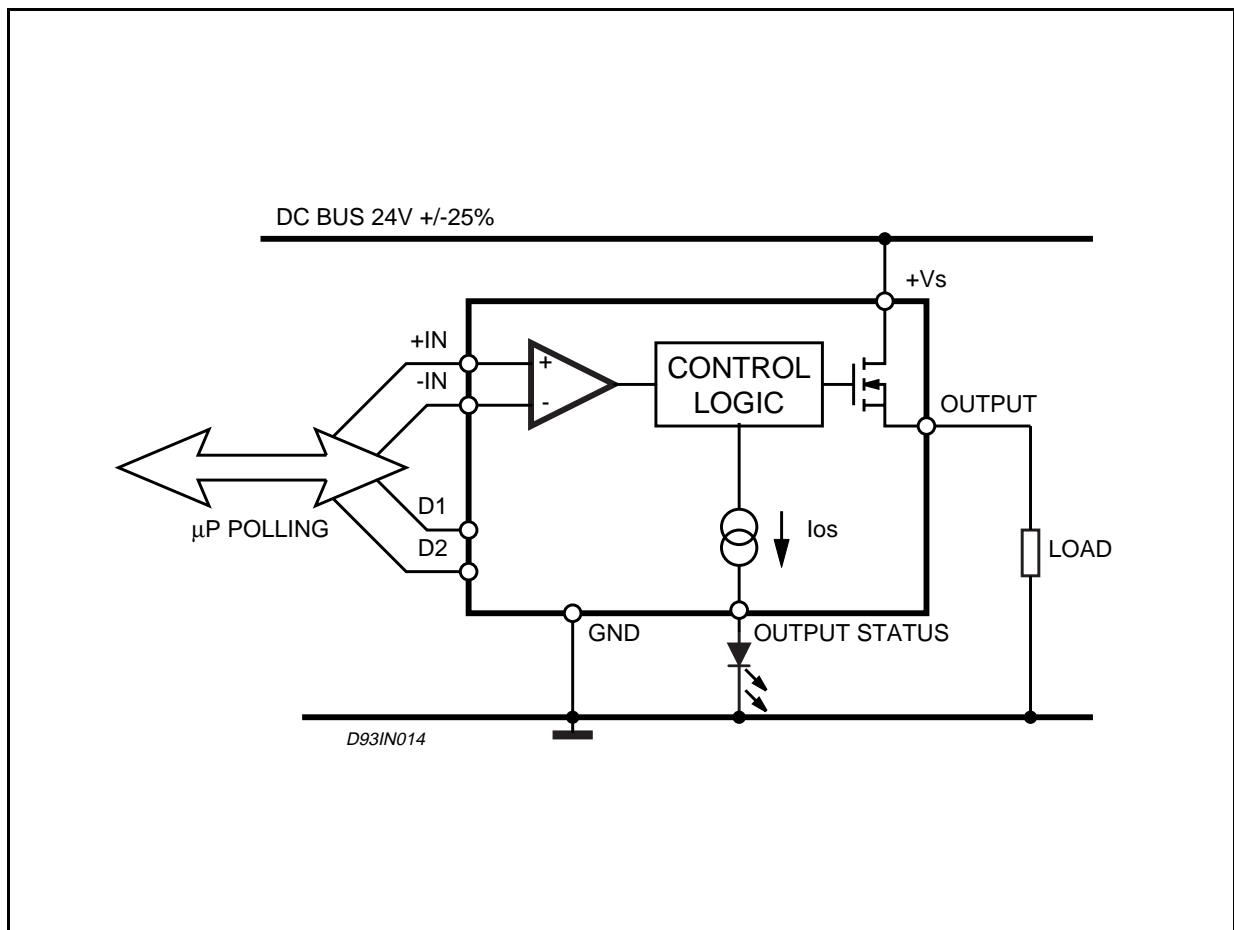 DC BUS 24V +/-25%
+Vs
+IN
-IN
+
-
CONTROL
LOGIC
OUTPUT
D1
D2
µP POLLING
Ios
LOAD
GND
OUTPUT STATUS
D93IN014